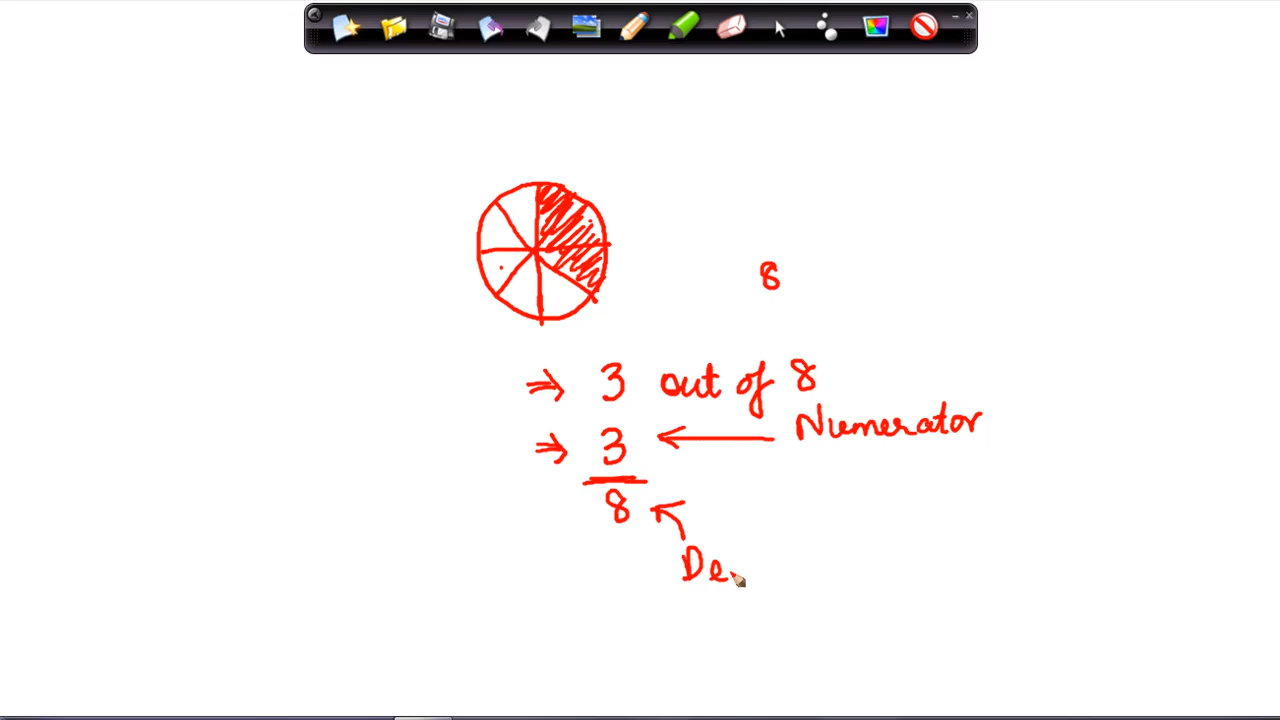 8
⇒ 3 out of 8
⇒ 3 ← Numerator
8
De